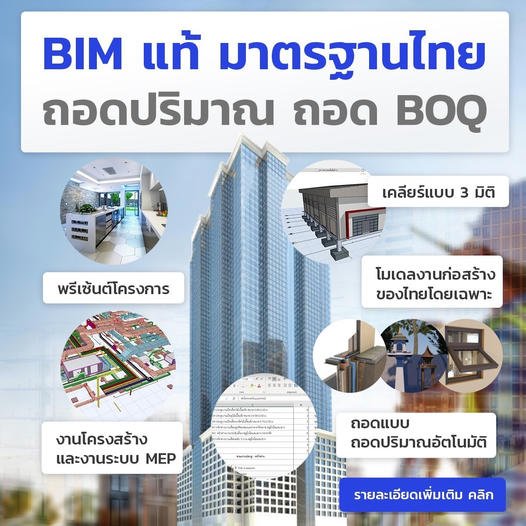 BIM แท้ มาตรฐานไทย
ถอดปริมาณ ถอด BOQ
เคลียร์แบบ 3 มิติ
พรีเซ้นต์โครงการ
โมเดลงานก่อสร้าง
ของไทยโดยเฉพาะ
งานโครงสร้าง
และงานระบบ MEP
ถอดแบบ
ถอดปริมาณอัตโนมัติ
รายละเอียดเพิ่มเติม คลิก